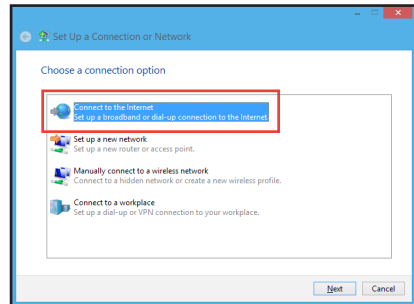 Set Up a Connection or Network
Choose a connection option
Connect to the Internet
Set up a broadband or dial-up connection to the Internet.
Set up a new network
Set up a new router or access point.
Manually connect to a wireless network
Connect to a hidden network or create a new wireless profile.
Connect to a workplace
Set up a dial-up or VPN connection to your workplace.
Next Cancel